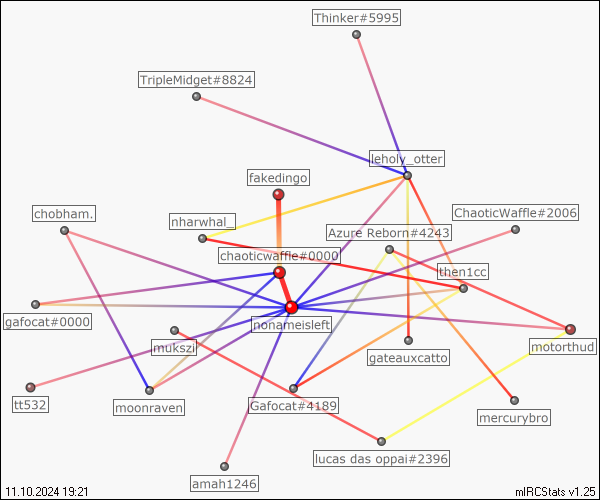 Thinker#5995
TripleMidget#8824
leholy_otter
fakedingo
chobham.
nharwhal_
ChaoticWaffle#2006
Azure Reborn#4243
chaoticwaffle#0000
then1cc
gafocat#0000
nonameisleft
mukszi
motorthud
gateauxcatto
tt532
moonraven
Gafocat#4189
mercurybro
lucas das oppai#2396
amah1246
11.10.2024 19:21
mIRCStats v1.25